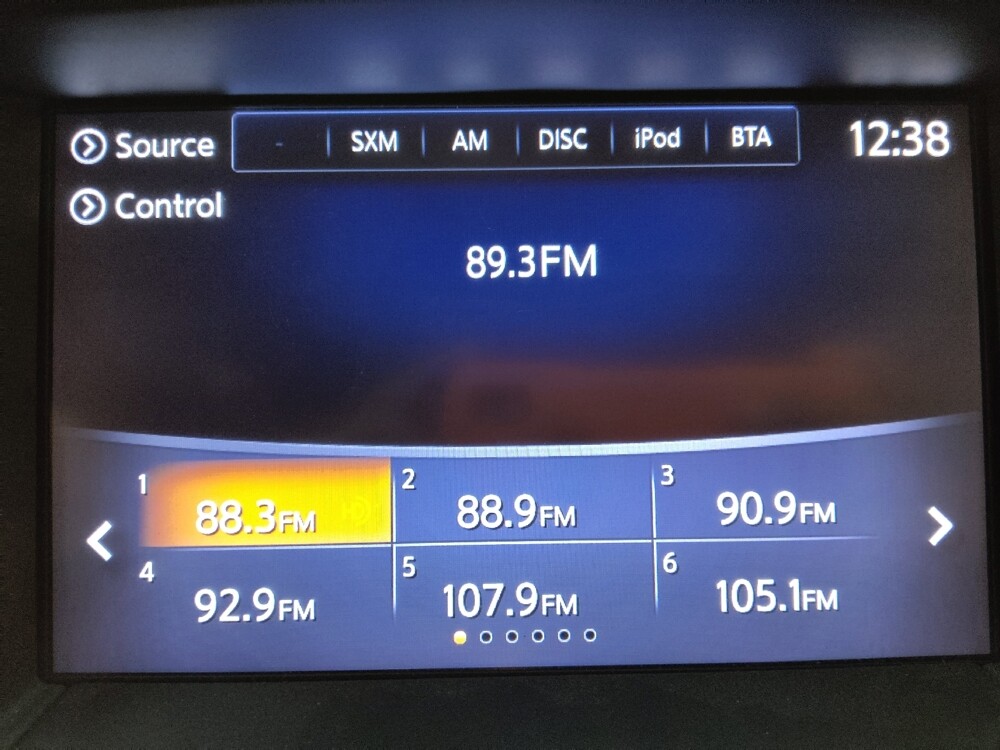 Source - SXM AM DISC iPod BTA 12:38
Control
89.3FM
1 88.3FM 2 88.9FM 3 90.9FM
4 92.9FM 5 107.9FM 6 105.1FM